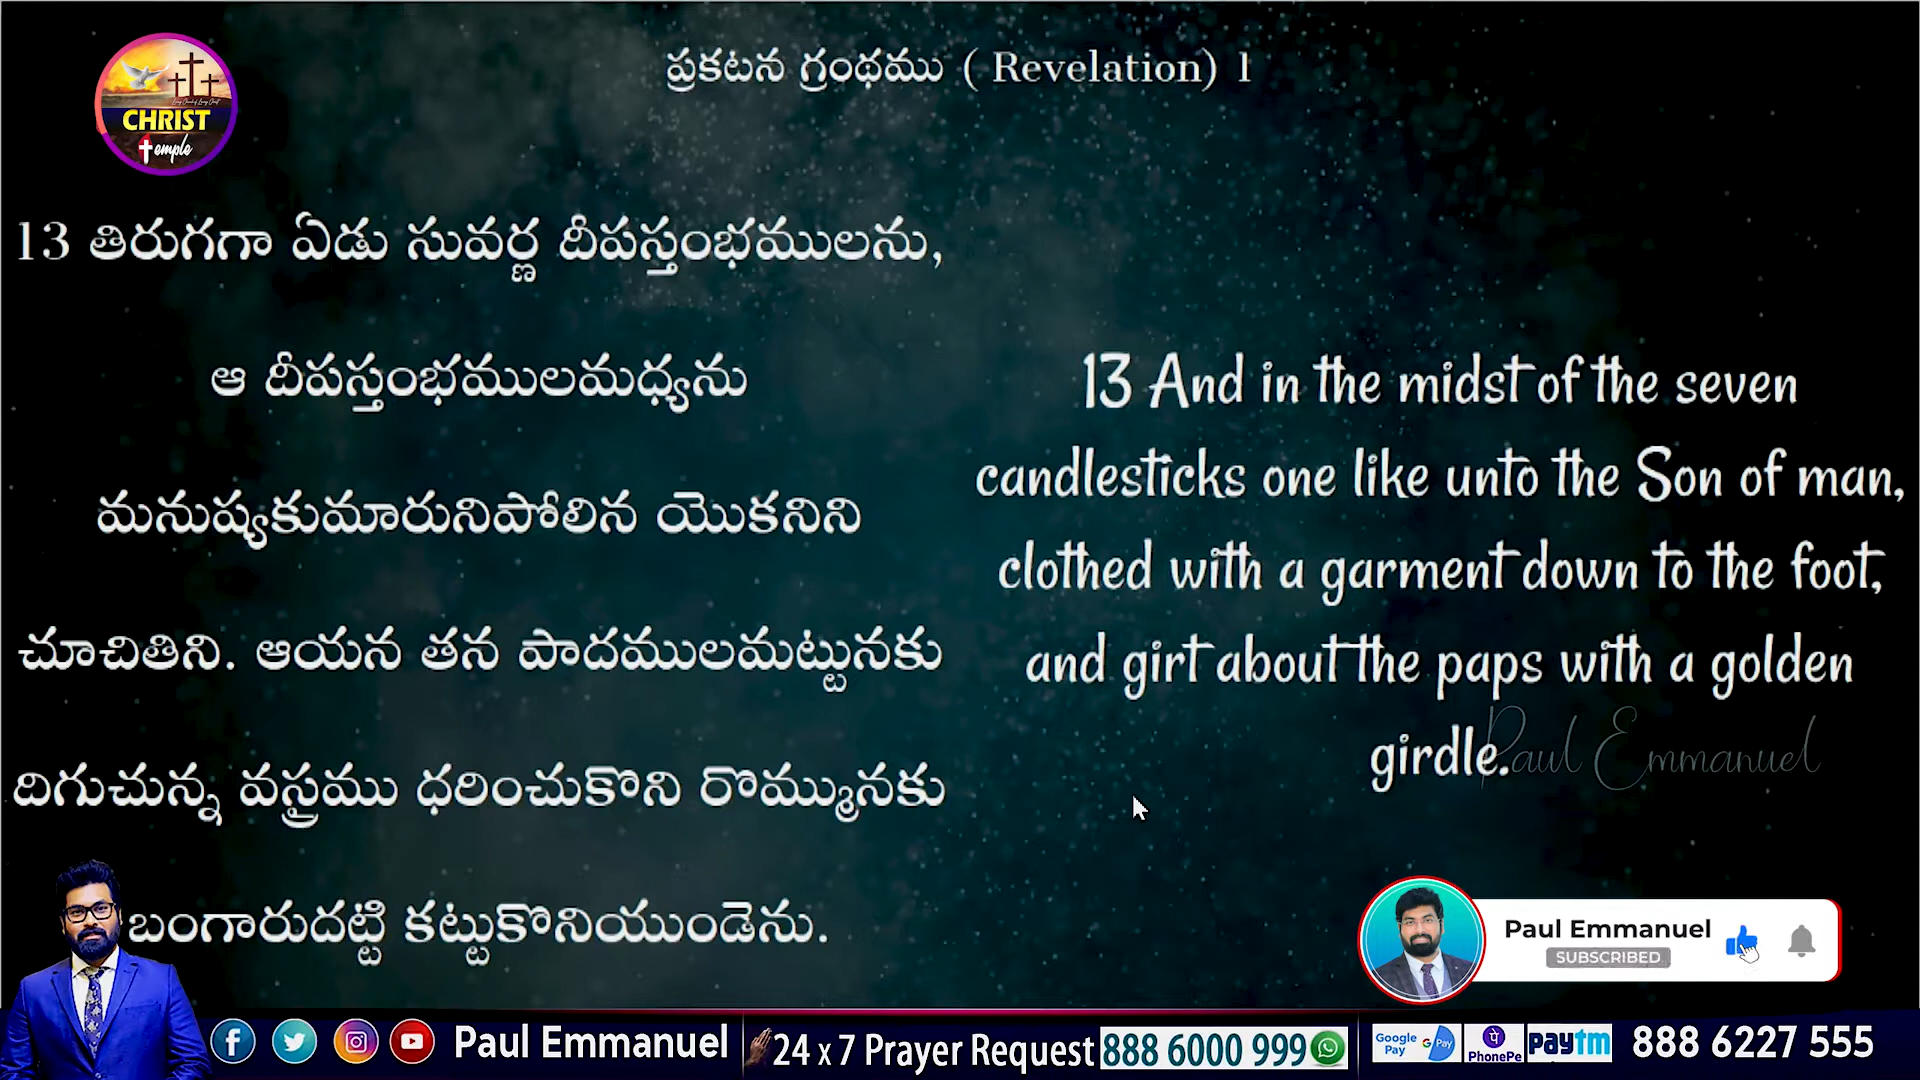 ప్రకటన గ్రంథము ( Revelation) 1
CHRIST
Temple
13 తిరుగగా ఏడు సువర్ణ దీపస్తంభములను,
ఆ దీపస్తంభములమధ్యను
మనుష్యకుమారునిపోలిన యొకనిని
చూచితిని. ఆయన తన పాదములమట్టునకు
దిగుచున్న వస్త్రము ధరించుకొని రొమ్మునకు
బంగారుదట్టి కట్టుకొనియుండెను.
13 And in the midst of the seven
candlesticks one like unto the Son of man,
clothed with a garment down to the foot,
and girt about the paps with a golden
girdle.
Paul Emmanuel
Paul Emmanuel
SUBSCRIBED
Paul Emmanuel
24 x 7 Prayer Request 888 6000 999
Google Pay G Pay
PhonePe
paytm
888 6227 555